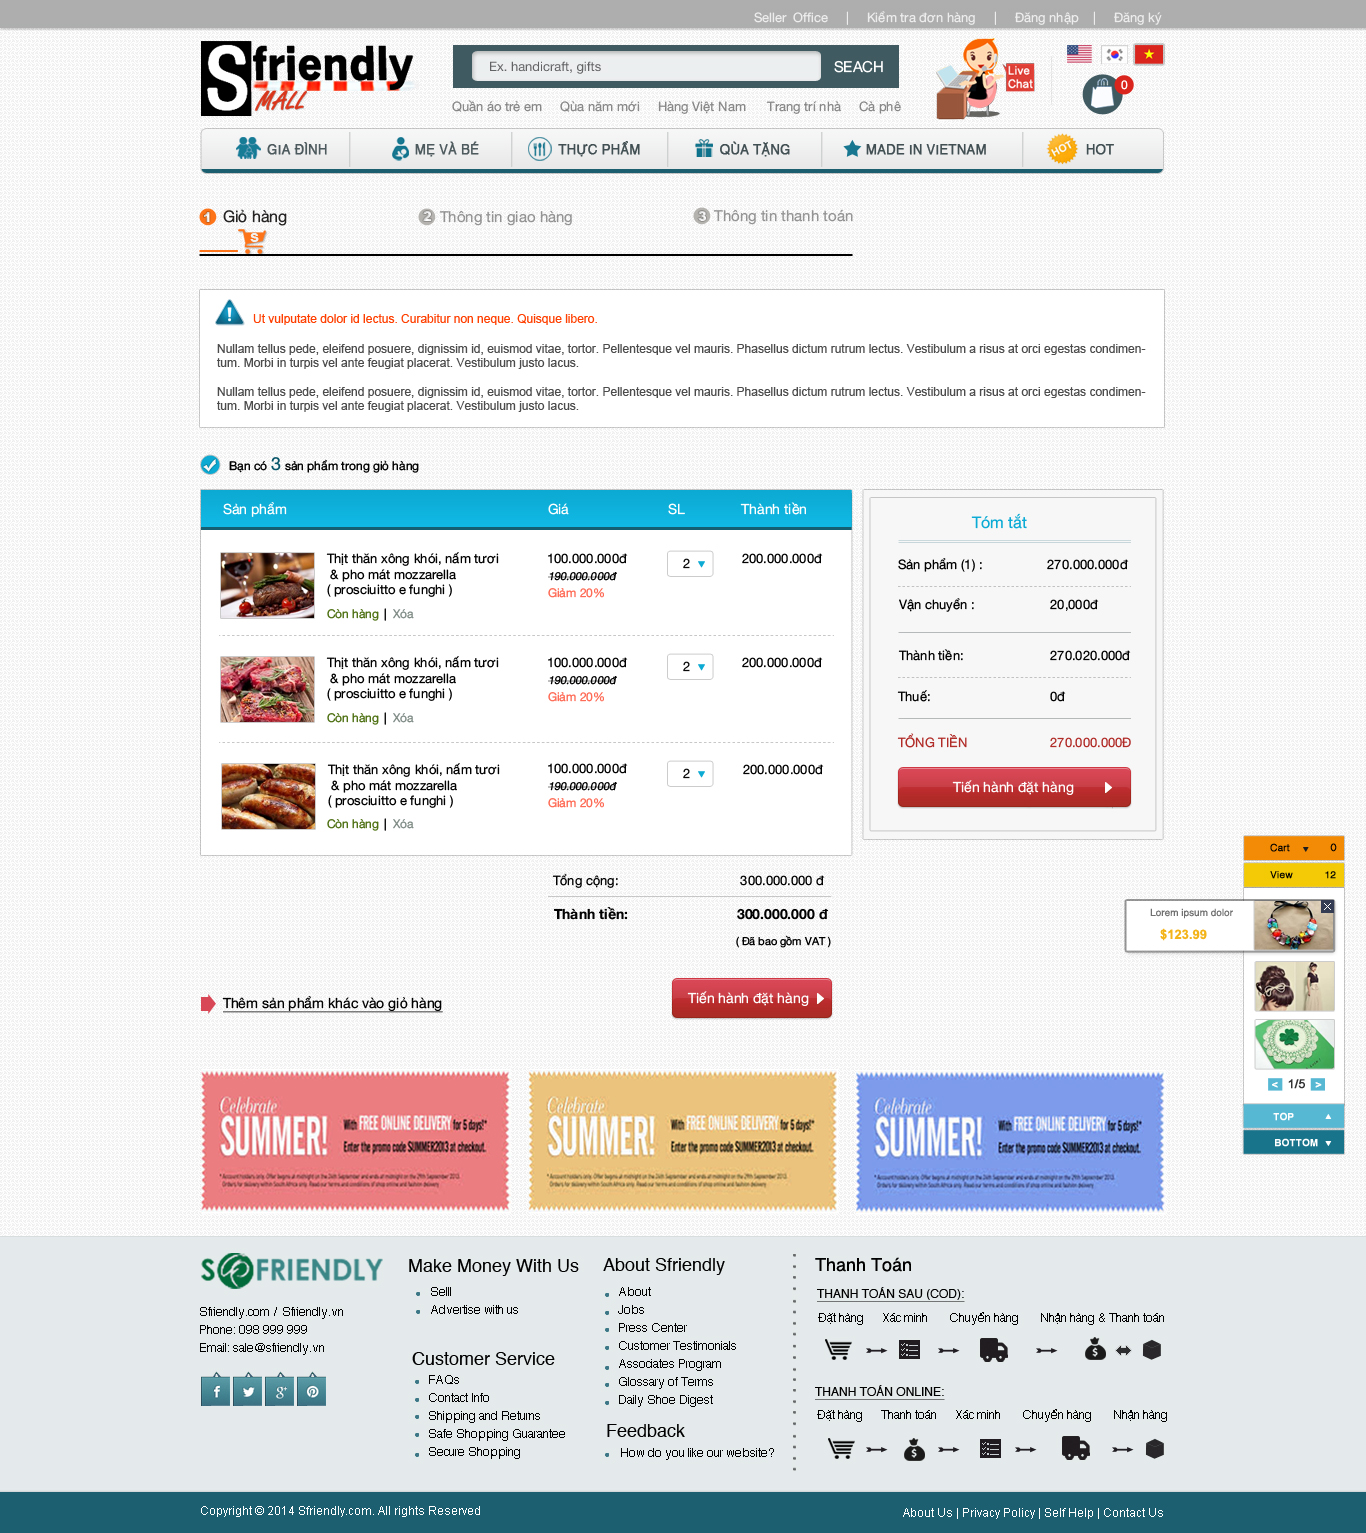 Seller Office | Kiểm tra đơn hàng | Đăng nhập | Đăng ký
Sfriendly
MALL
Ex. handicraft, gifts
SEACH
Live
Chat
0
Quần áo trẻ em Qùa năm mới Hàng Việt Nam Trang trí nhà Cà phê
GIA ĐÌNH MẸ VÀ BÉ THỰC PHẨM QÙA TẶNG MADE IN VIETNAM HOT HOT
1 Giỏ hàng 2 Thông tin giao hàng 3 Thông tin thanh toán
S
Ut vulputate dolor id lectus. Curabitur non neque. Quisque libero.
Nullam tellus pede, eleifend posuere, dignissim id, euismod vitae, tortor. Pellentesque vel mauris. Phasellus dictum rutrum lectus. Vestibulum a risus at orci egestas condimen-
tum. Morbi in turpis vel ante feugiat placerat. Vestibulum justo lacus.
Nullam tellus pede, eleifend posuere, dignissim id, euismod vitae, tortor. Pellentesque vel mauris. Phasellus dictum rutrum lectus. Vestibulum a risus at orci egestas condimen-
tum. Morbi in turpis vel ante feugiat placerat. Vestibulum justo lacus.
Bạn có 3 sản phẩm trong giỏ hàng
Sản phẩm Giá SL Thành tiền
Thịt thăn xông khói, nấm tươi
& pho mát mozzarella
( prosciuitto e funghi )
Còn hàng | Xóa
100.000.000đ
190.000.000đ
Giảm 20%
2
200.000.000đ
Thịt thăn xông khói, nấm tươi
& pho mát mozzarella
( prosciuitto e funghi )
Còn hàng | Xóa
100.000.000đ
190.000.000đ
Giảm 20%
2
200.000.000đ
Thịt thăn xông khói, nấm tươi
& pho mát mozzarella
( prosciuitto e funghi )
Còn hàng | Xóa
100.000.000đ
190.000.000đ
Giảm 20%
2
200.000.000đ
Tóm tắt
Sản phẩm (1) : 270.000.000đ
Vận chuyển : 20,000đ
Thành tiền: 270.020.000đ
Thuế: 0đ
TỔNG TIỀN 270.000.000Đ
Tiến hành đặt hàng
Tổng cộng: 300.000.000 đ
Thành tiền: 300.000.000 đ
( Đã bao gồm VAT )
Thêm sản phẩm khác vào giỏ hàng
Tiến hành đặt hàng
Cart 0
View 12
Lorem ipsum dolor
$123.99
< 1/5 >
TOP
BOTTOM
Celebrate
SUMMER!
With FREE ONLINE DELIVERY for 5 days!*
Enter the promo code SUMMER2013 at checkout.
Celebrate
SUMMER!
With FREE ONLINE DELIVERY for 5 days!*
Enter the promo code SUMMER2013 at checkout.
Celebrate
SUMMER!
With FREE ONLINE DELIVERY for 5 days!*
Enter the promo code SUMMER2013 at checkout.
FRIENDLY
Sfriendly.com / Sfriendly.vn
Phone: 098 999 999
Email: sale@sfriendly.vn
Make Money With Us
Selll
Advertise with us
Customer Service
FAQs
Contact Info
Shipping and Returns
Safe Shopping Guarantee
Secure Shopping
About Sfriendly
About
Jobs
Press Center
Customer Testimonials
Associates Program
Glossary of Terms
Daily Shoe Digest
Feedback
How do you like our website?
Thanh Toán
THANH TOÁN SAU (COD):
Đặt hàng Xác minh Chuyển hàng Nhận hàng & Thanh toán
THANH TOÁN ONLINE:
Đặt hàng Thanh toán Xác minh Chuyển hàng Nhận hàng
Copyright © 2014 Sfriendly.com. All rights Reserved
About Us | Privacy Policy | Self Help | Contact Us